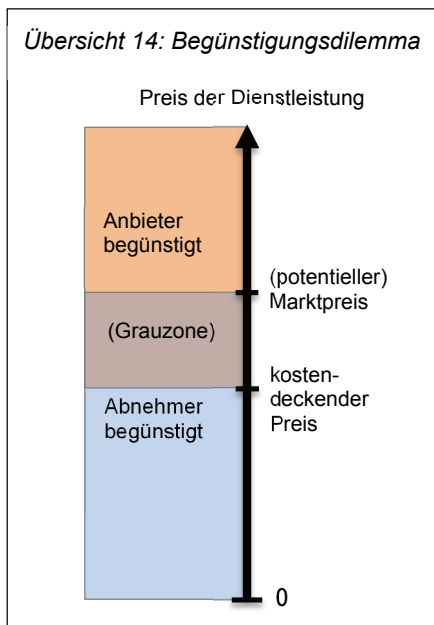 Übersicht 14: Begünstigungsdilemma
Preis der Dienstleistung
Anbieter
begünstigt
(potentieller)
Marktpreis
(Grauzone)
kosten-
deckender
Preis
Abnehmer
begünstigt
0